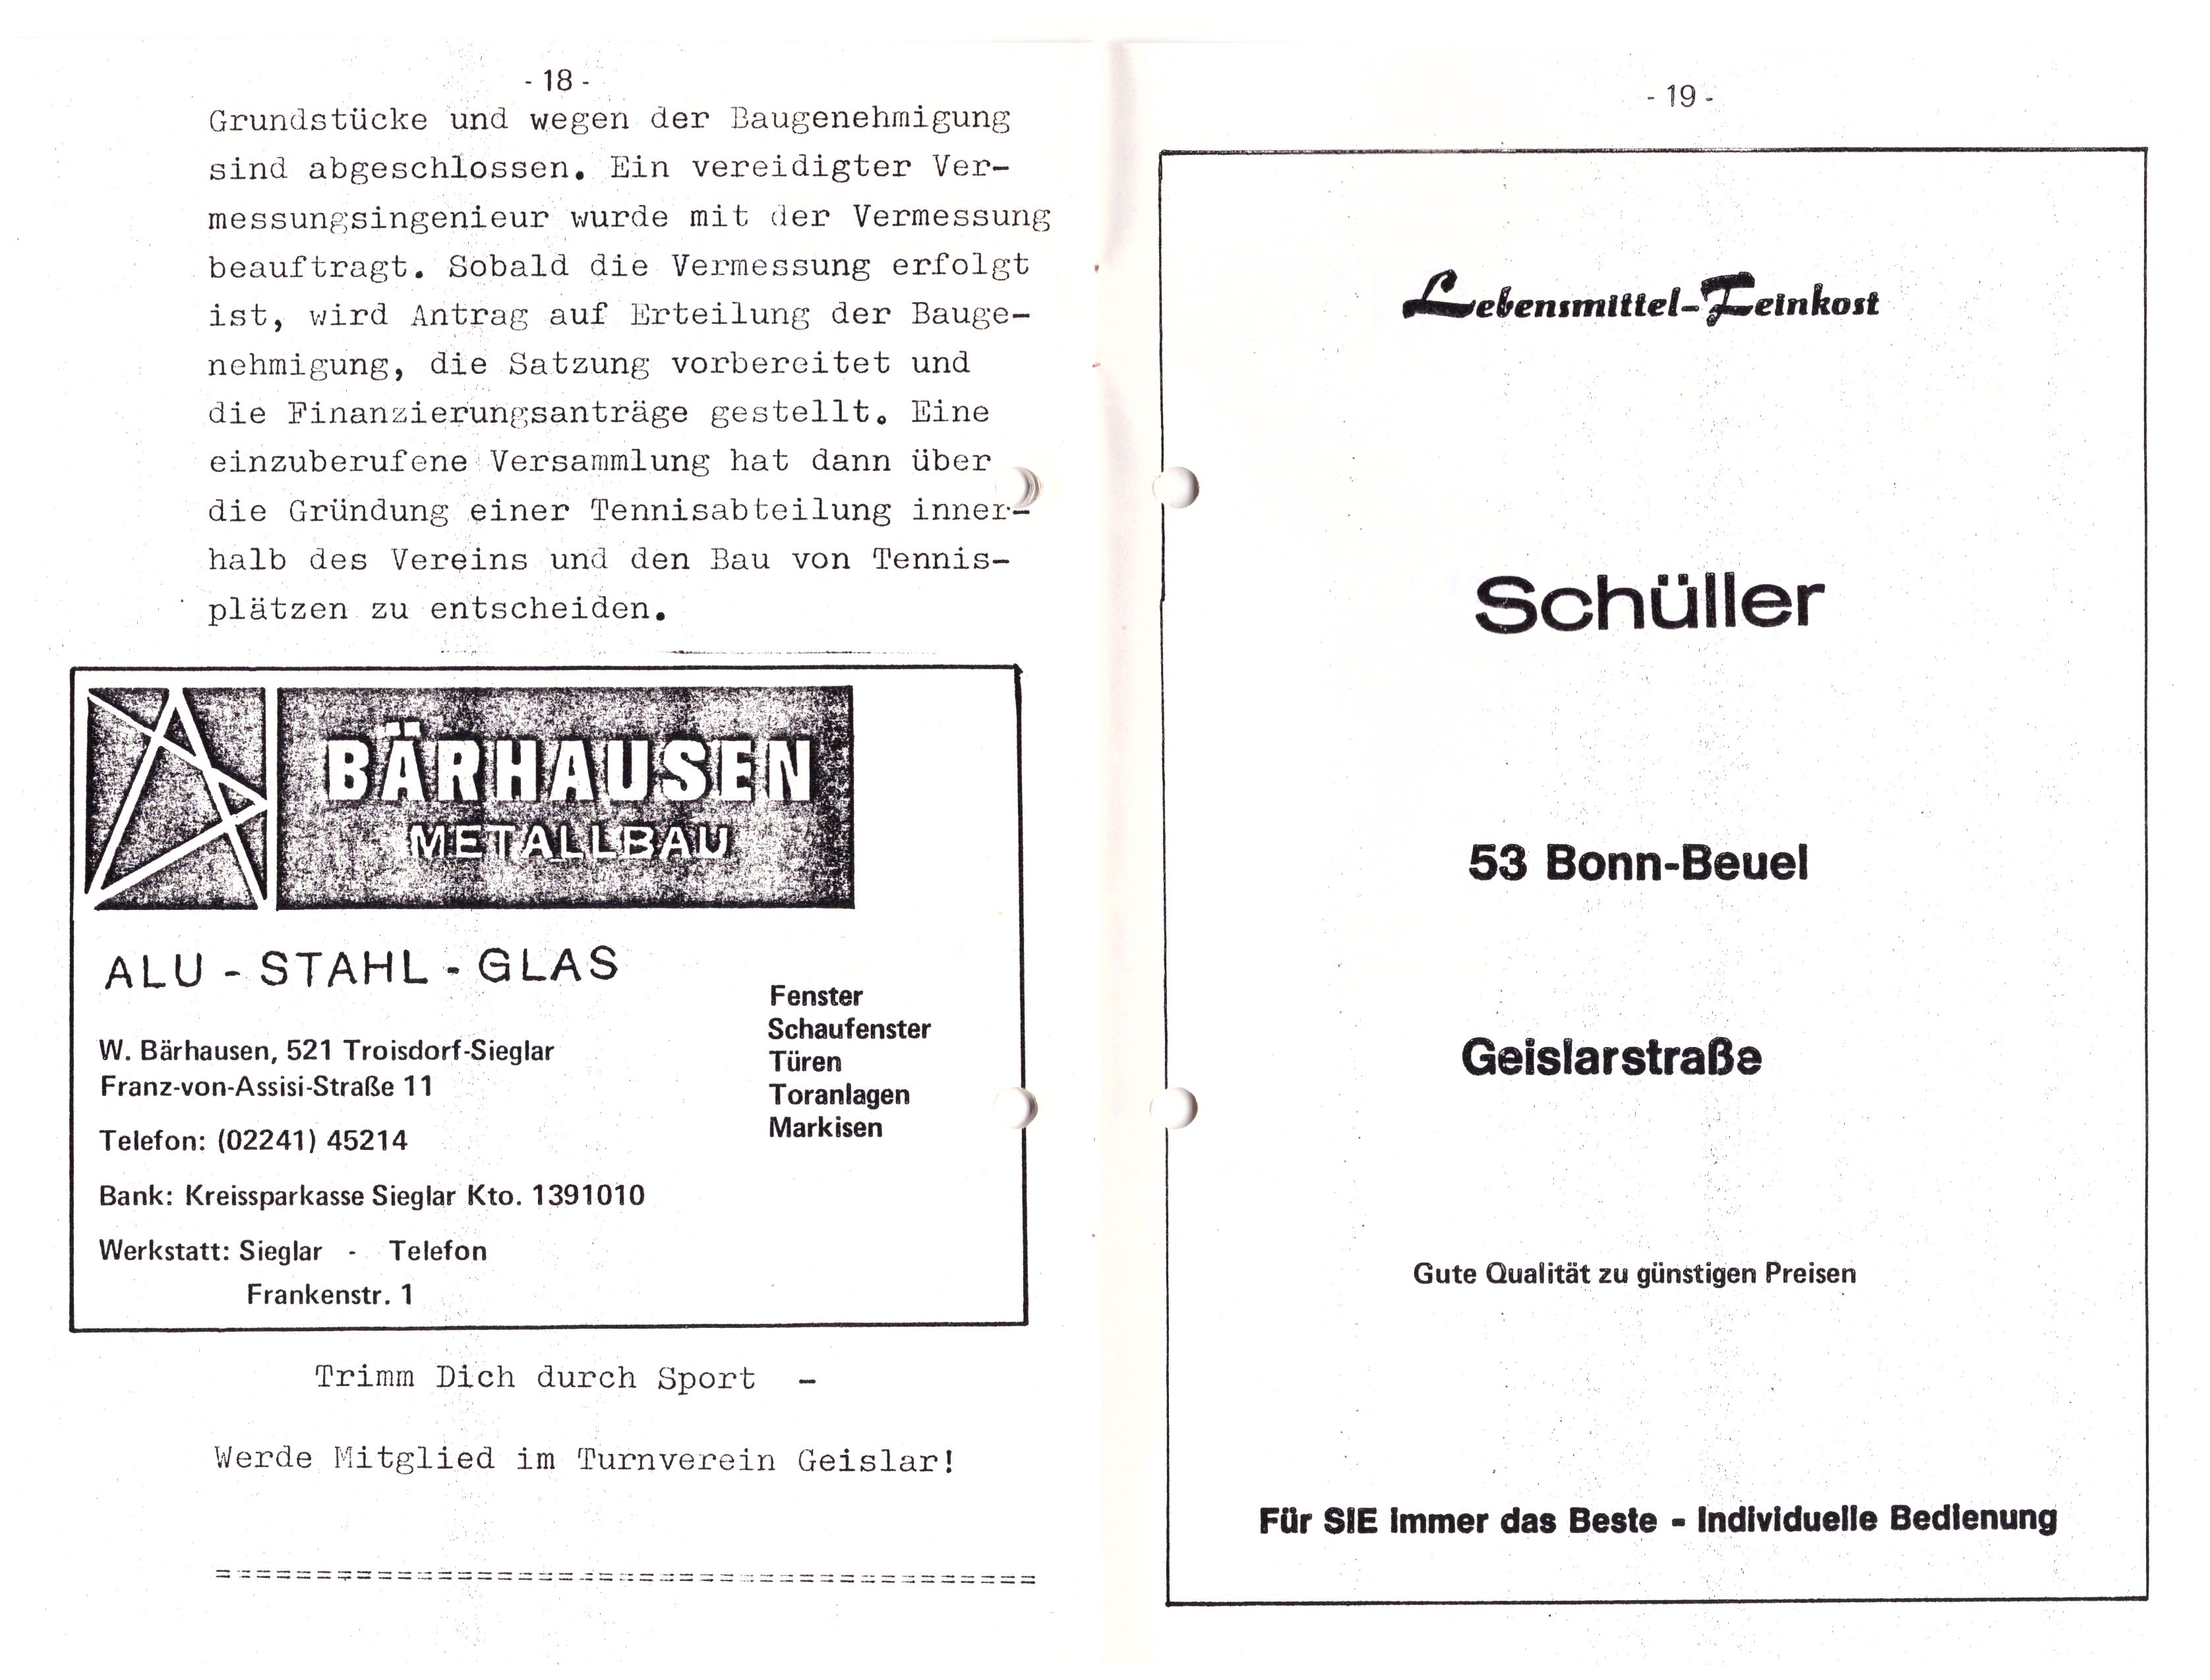 - 18 -
Grundstücke und wegen der Baugenehmigung
sind abgeschlossen. Ein vereidigter Ver-
messungsingenieur wurde mit der Vermessung
beauftragt. Sobald die Vermessung erfolgt
ist, wird Antrag auf Erteilung der Bauge-
nehmigung, die Satzung vorbereitet und
die Finanzierungsanträge gestellt. Eine
einzuberufene Versammlung hat dann über
die Gründung einer Tennisabteilung inner-
halb des Vereins und den Bau von Tennis-
plätzen zu entscheiden.
BÄRHAUSEN
METALLBAU
ALU - STAHL - GLAS
W. Bärhausen, 521 Troisdorf-Sieglar
Franz-von-Assisi-Straße 11
Telefon: (02241) 45214
Bank: Kreissparkasse Sieglar Kto. 1391010
Werkstatt: Sieglar - Telefon
Frankenstr. 1
Fenster
Schaufenster
Türen
Toranlagen
Markisen
Trimm Dich durch Sport -
Werde Mitglied im Turnverein Geislar!
=========================================
- 19 -
Lebensmittel-Feinkost
Schüller
53 Bonn-Beuel
Geislarstraße
Gute Qualität zu günstigen Preisen
Für SIE immer das Beste - Individuelle Bedienung